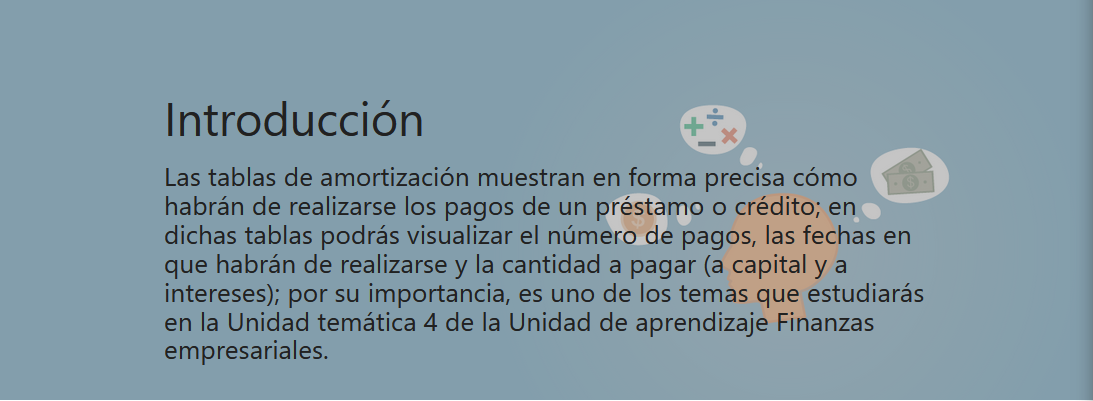 Introducción
Las tablas de amortización muestran en forma precisa cómo
habrán de realizarse los pagos de un préstamo o crédito; en
dichas tablas podrás visualizar el número de pagos, las fechas en
que habrán de realizarse y la cantidad a pagar (a capital y a
intereses); por su importancia, es uno de los temas que estudiarás
en la Unidad temática 4 de la Unidad de aprendizaje Finanzas
empresariales.